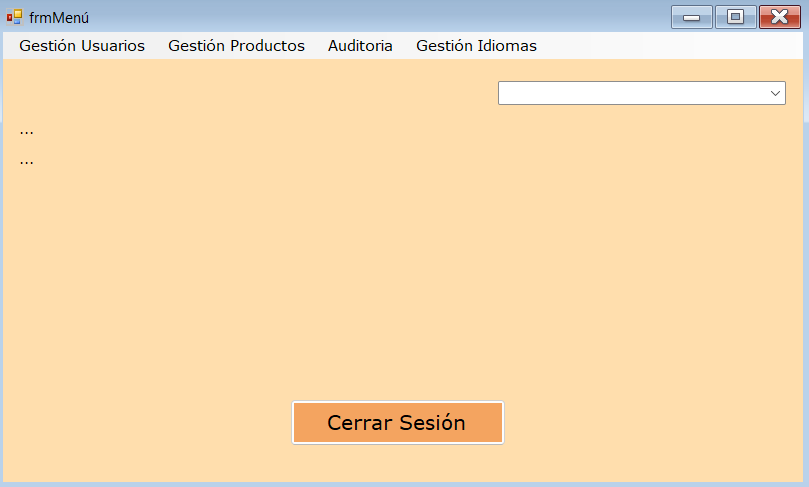 frmMenú
Gestión Usuarios Gestión Productos Auditoria Gestión Idiomas
...
...
Cerrar Sesión